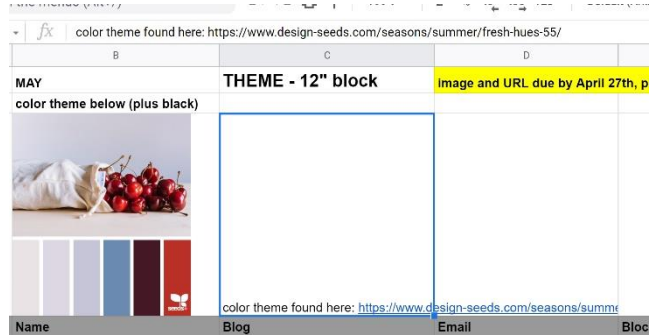 fx color theme found here: https://www.design-seeds.com/seasons/summer/fresh-hues-55/
B C D
MAY THEME - 12" block image and URL due by April 27th, p
color theme below (plus black)
seeds
color theme found here: https://www.design-seeds.com/seasons/summe
Name Blog Email Bloc